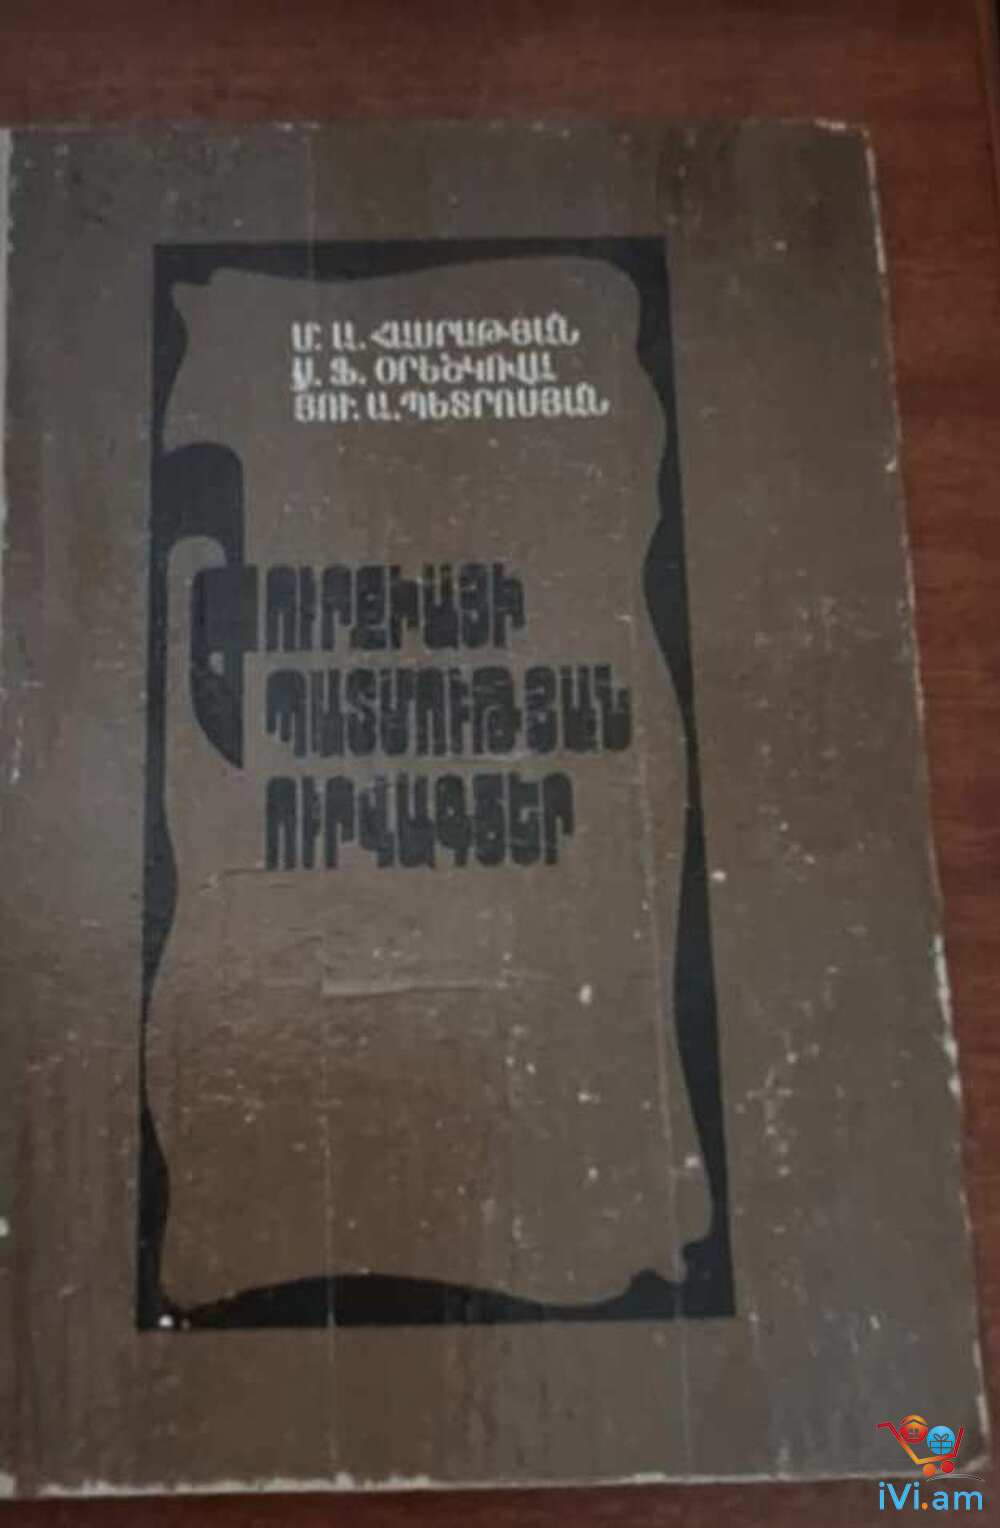 Մ. Ա. ՀԱՍՐԱԹՅԱՆ
Ս. Ֆ. ՕՐԵՇԿՈՎԱ
ՅՈՒ. Ա. ՊԵՏՐՈՍՅԱՆ
ԹՈՒՐՔԻԱՅԻ
ՊԱՏՄՈՒԹՅԱՆ
ՈՒՐՎԱԳԾԵՐ
iVi.am